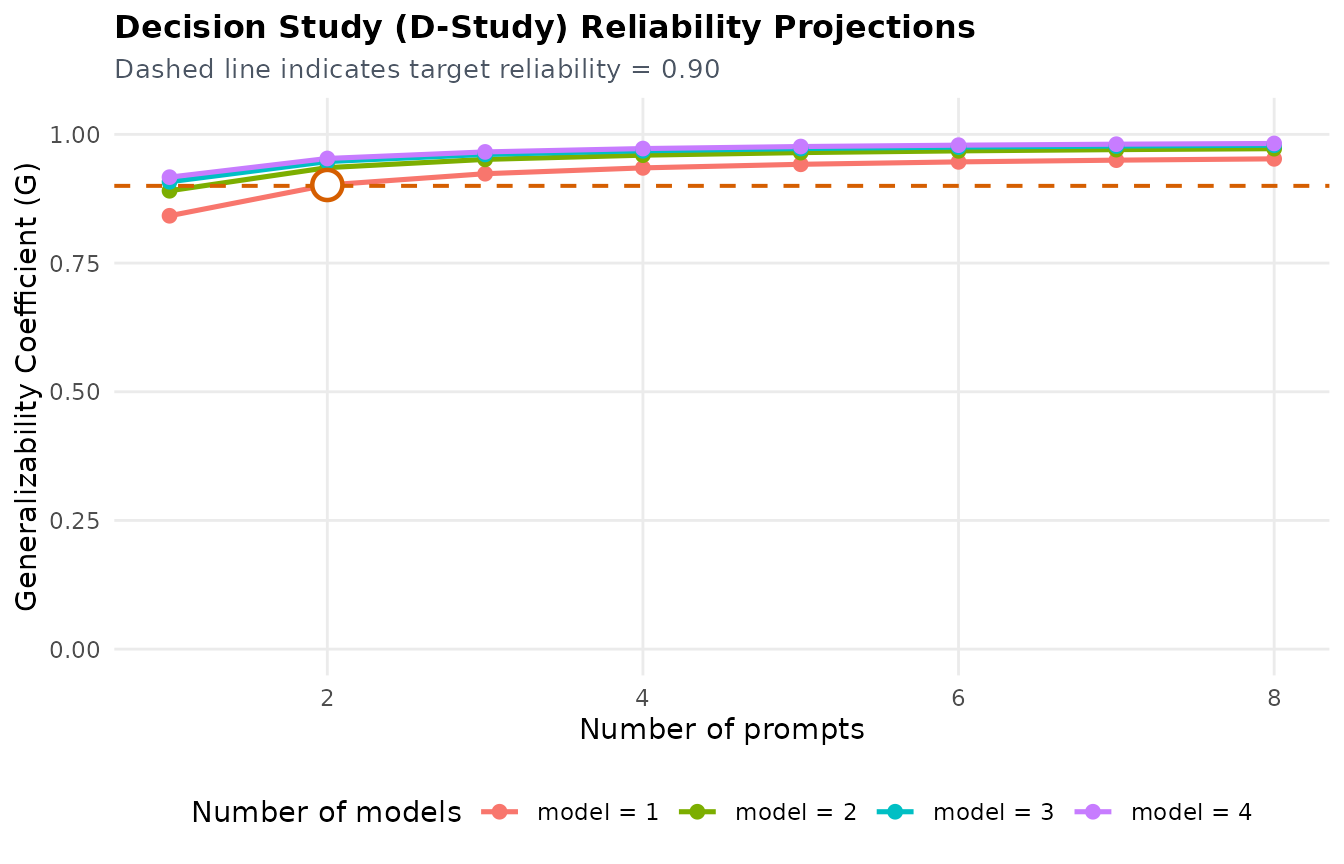 Decision Study (D-Study) Reliability Projections
Dashed line indicates target reliability = 0.90
Generalizability Coefficient (G)
1.00
0.75
0.50
0.25
0.00
2 4 6 8
Number of prompts
Number of models model = 1 model = 2 model = 3 model = 4